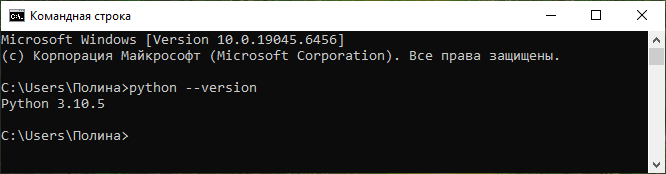 Командная строка
Microsoft Windows [Version 10.0.19045.6456]
(c) Корпорация Майкрософт (Microsoft Corporation). Все права защищены.
C:\Users\Полина>python --version
Python 3.10.5
C:\Users\Полина>